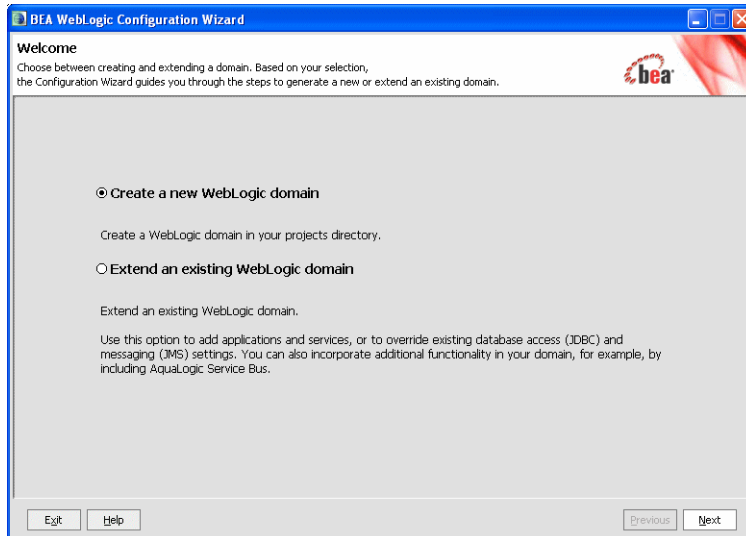 BEA WebLogic Configuration Wizard
Welcome
Choose between creating and extending a domain. Based on your selection,
the Configuration Wizard guides you through the steps to generate a new or extend an existing domain.
bea
Create a new WebLogic domain
Create a WebLogic domain in your projects directory.
Extend an existing WebLogic domain
Extend an existing WebLogic domain.
Use this option to add applications and services, or to override existing database access (JDBC) and
messaging (JMS) settings. You can also incorporate additional functionality in your domain, for example, by
including AquaLogic Service Bus.
Exit Help Previous Next